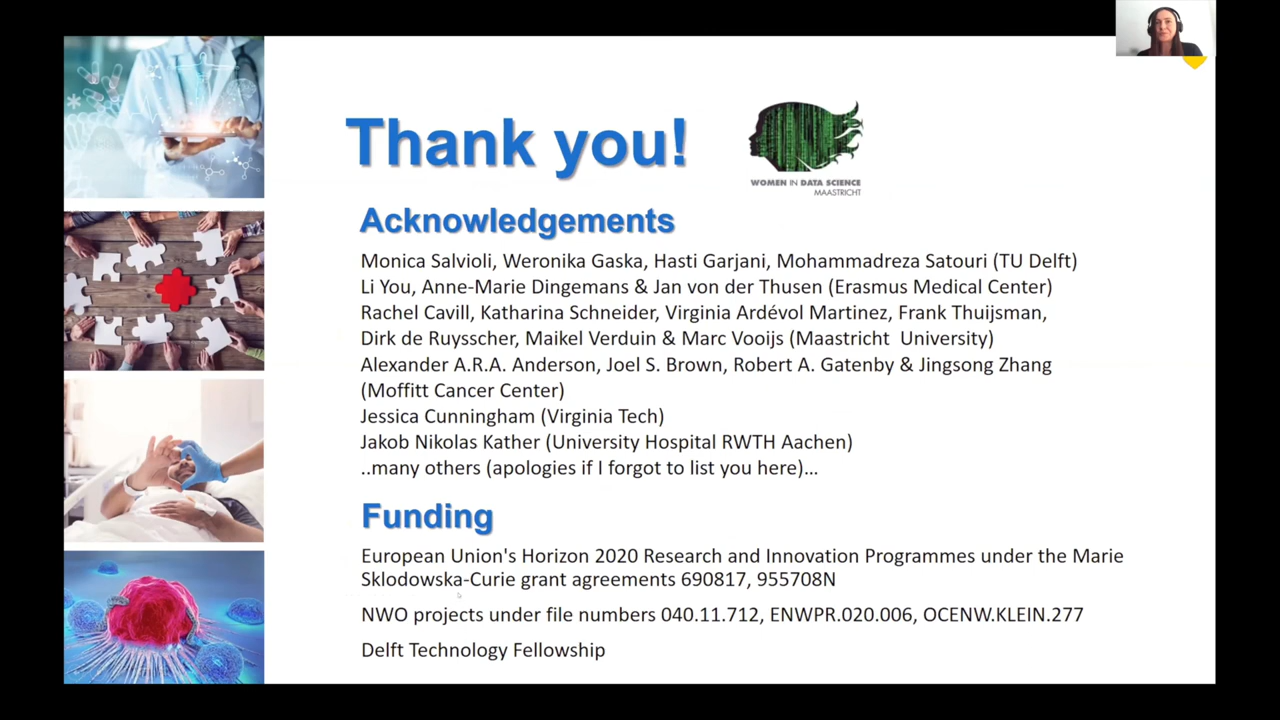 Thank you!
WOMEN IN DATA SCIENCE
MAASTRICHT
Acknowledgements
Monica Salvioli, Weronika Gaska, Hasti Garjani, Mohammadreza Satouri (TU Delft)
Li You, Anne-Marie Dingemans & Jan von der Thusen (Erasmus Medical Center)
Rachel Cavill, Katharina Schneider, Virginia Ardévol Martinez, Frank Thuijsman,
Dirk de Ruysscher, Maikel Verduin & Marc Vooijs (Maastricht University)
Alexander A.R.A. Anderson, Joel S. Brown, Robert A. Gatenby & Jingsong Zhang
(Moffitt Cancer Center)
Jessica Cunningham (Virginia Tech)
Jakob Nikolas Kather (University Hospital RWTH Aachen)
..many others (apologies if I forgot to list you here)...
Funding
European Union's Horizon 2020 Research and Innovation Programmes under the Marie
Sklodowska-Curie grant agreements 690817, 955708N
NWO projects under file numbers 040.11.712, ENWPR.020.006, OCENW.KLEIN.277
Delft Technology Fellowship